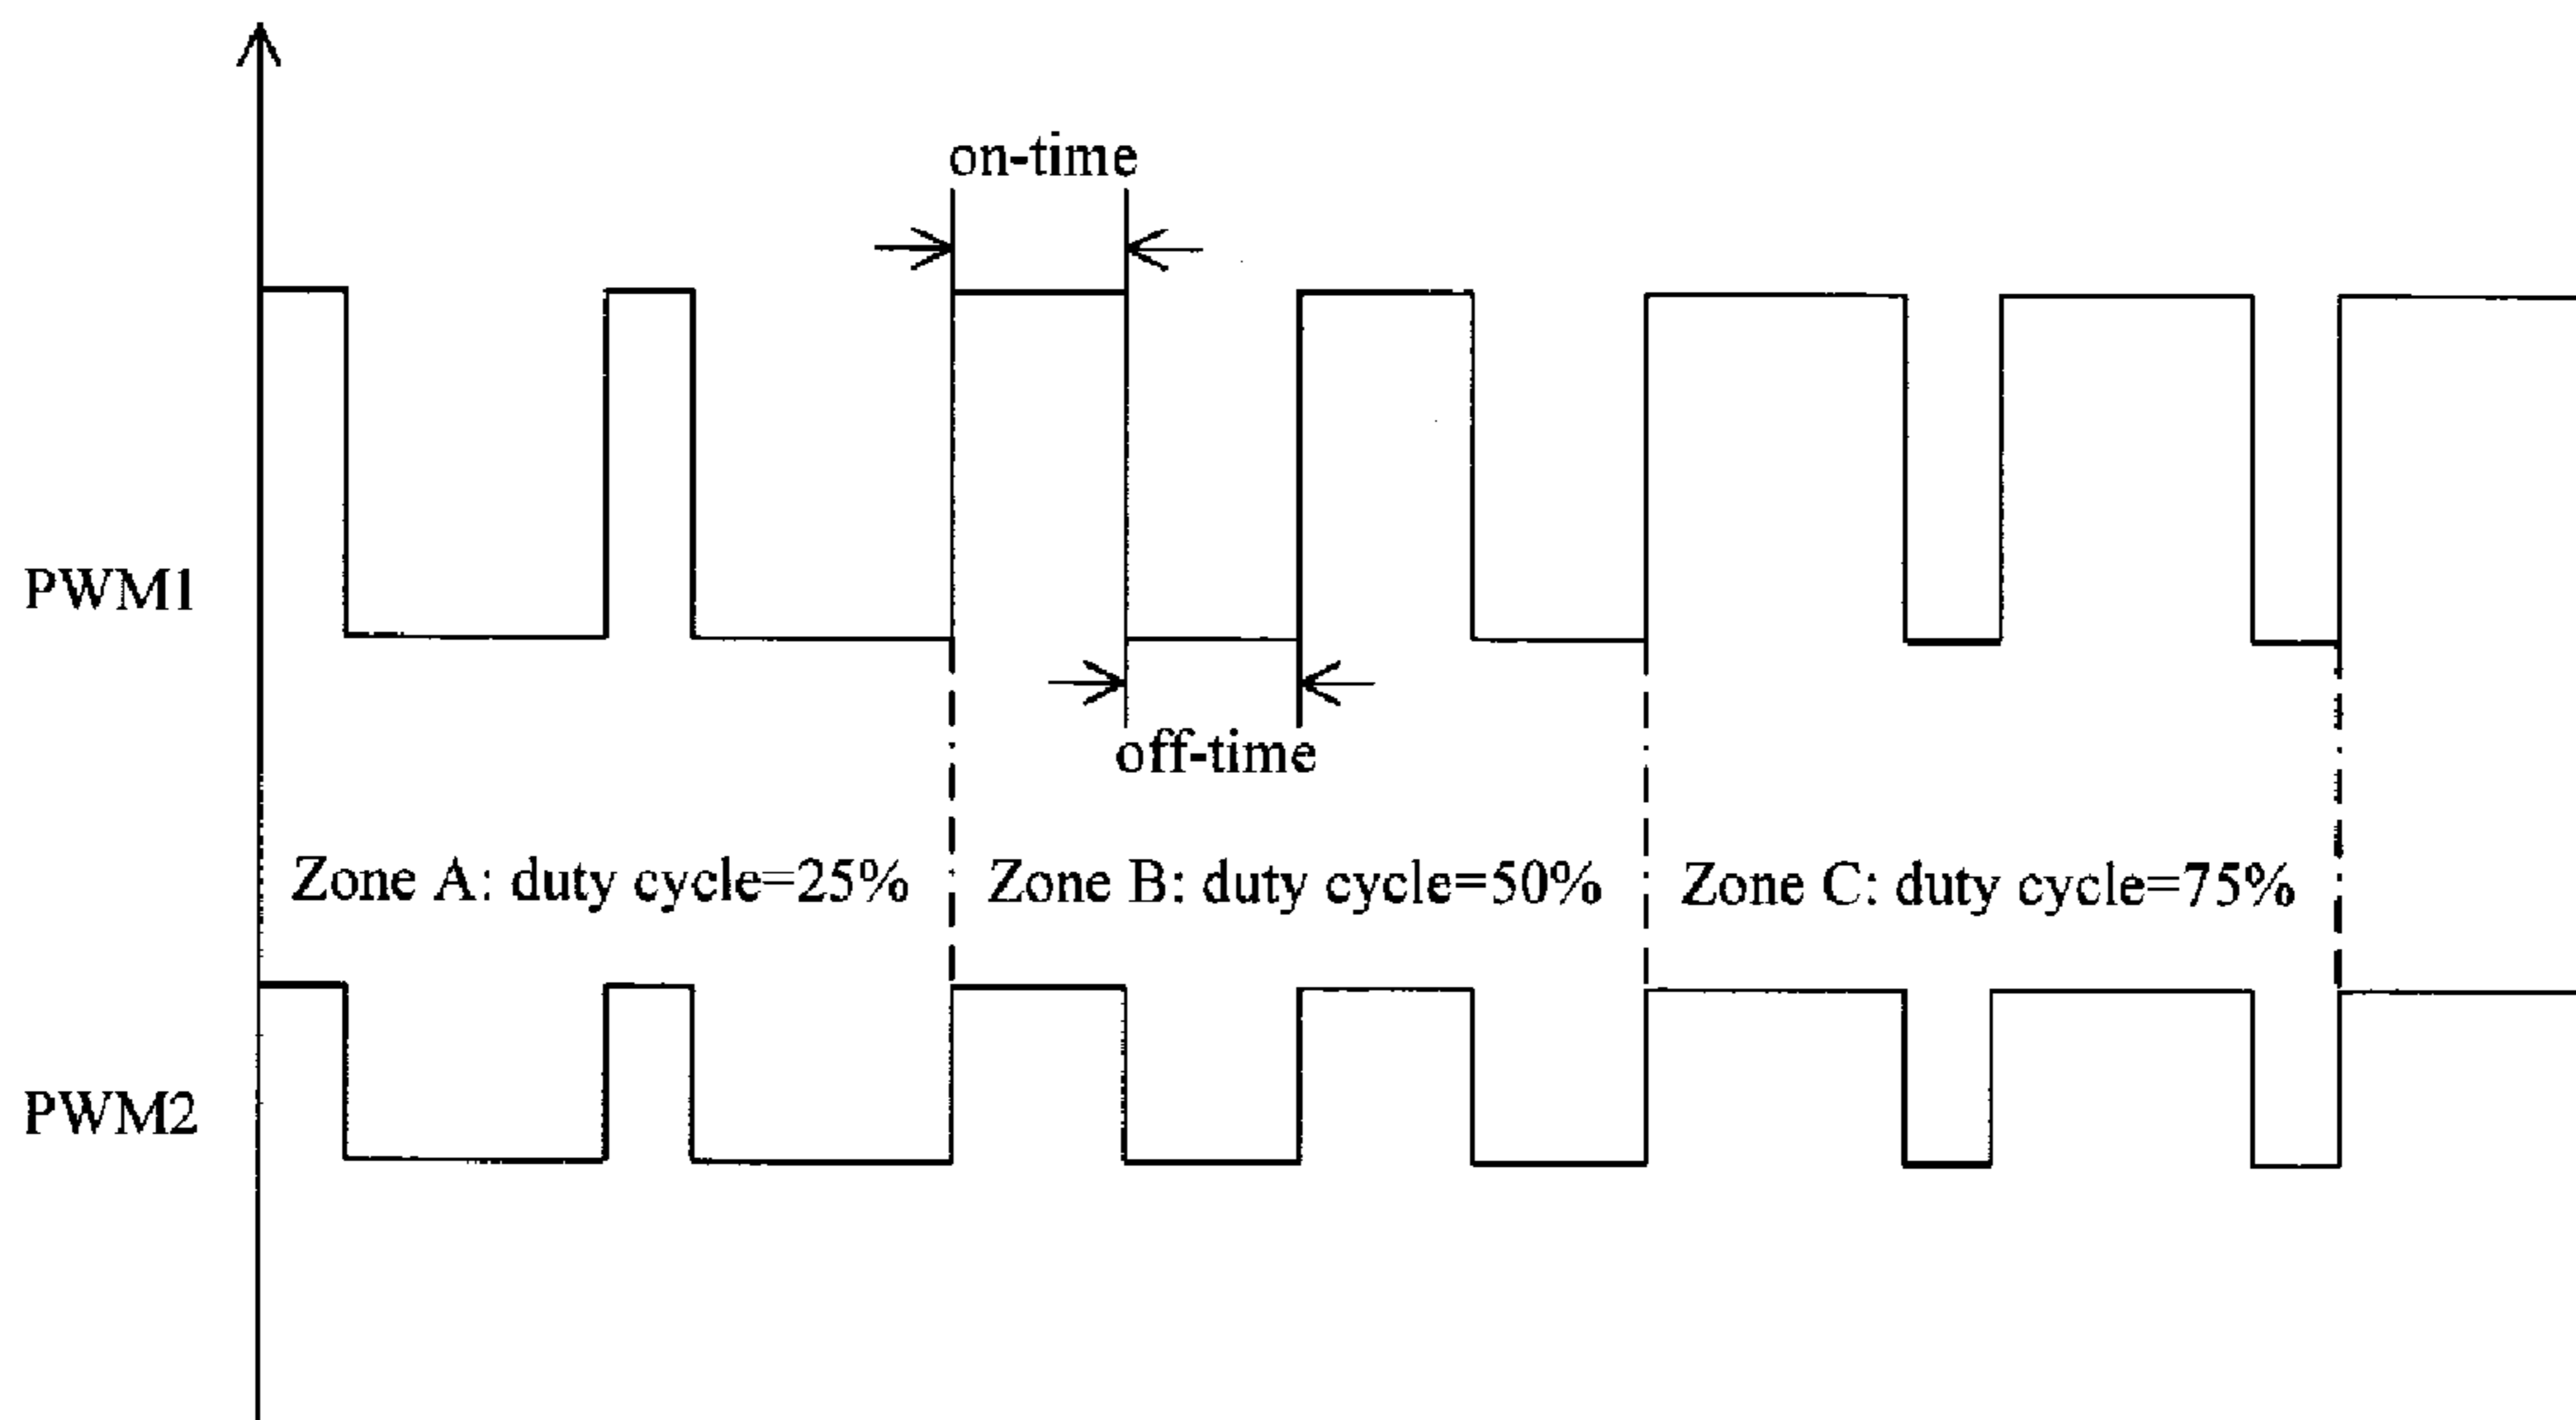 on-time
PWM1
off-time
Zone A: duty cycle=25%
Zone B: duty cycle=50%
Zone C: duty cycle=75%
PWM2